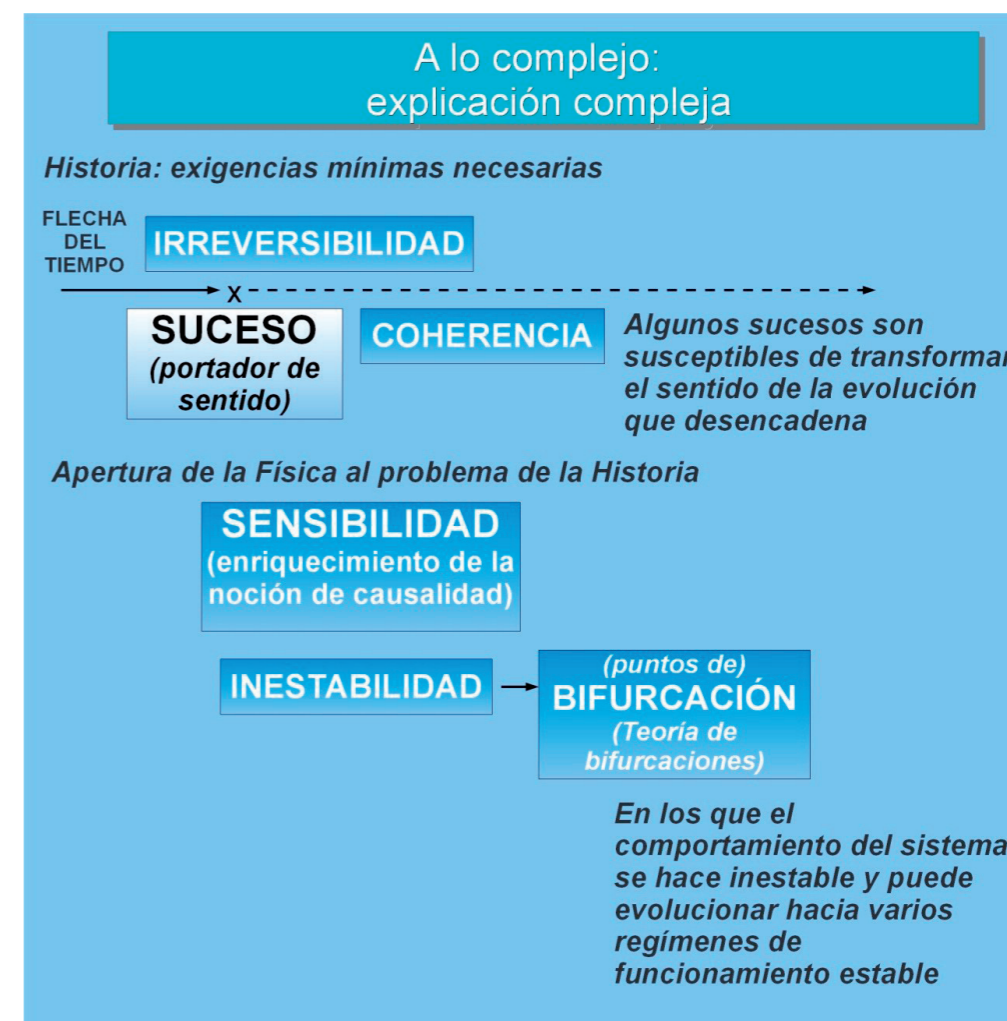 A lo complejo:
explicación compleja
Historia: exigencias mínimas necesarias
FLECHA
DEL
TIEMPO
IRREVERSIBILIDAD
X
SUCESO
(portador de
sentido)
COHERENCIA
Algunos sucesos son
susceptibles de transformar
el sentido de la evolución
que desencadena
Apertura de la Física al problema de la Historia
SENSIBILIDAD
(enriquecimiento de la
noción de causalidad)
INESTABILIDAD
(puntos de)
BIFURCACIÓN
(Teoría de
bifurcaciones)
En los que el
comportamiento del sistema
se hace inestable y puede
evolucionar hacia varios
regímenes de
funcionamiento estable